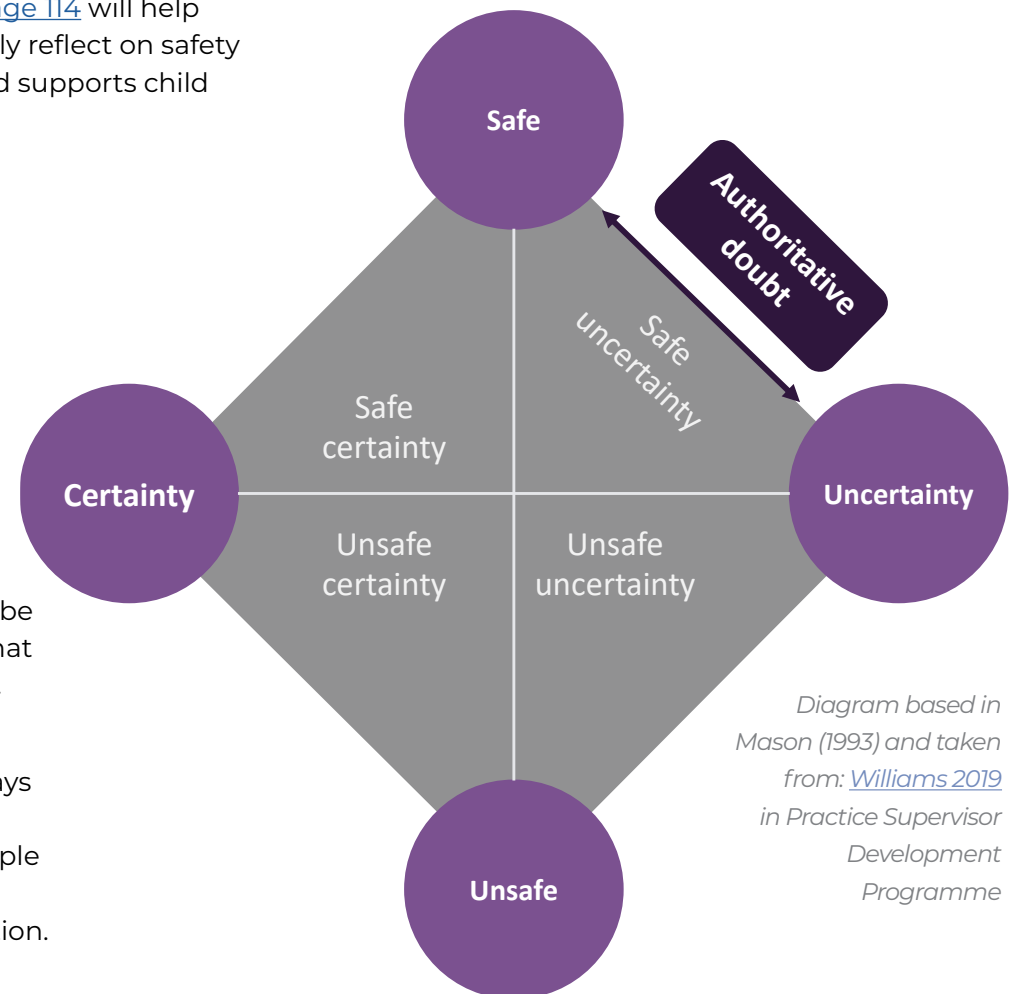 ge 114 will help
ly reflect on safety
d supports child
Safe
Authoritative
doubt
Safe
uncertainty
Safe
certainty
Certainty
Uncertainty
Unsafe
certainty
Unsafe
uncertainty
be
hat
ys
ple
tion.
Diagram based in
Mason (1993) and taken
from: Williams 2019
in Practice Supervisor
Development
Programme
Unsafe